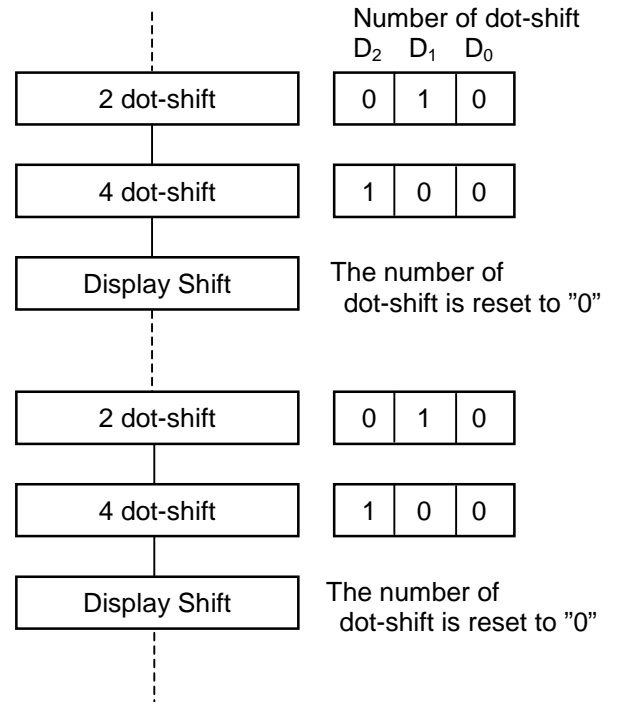 Number of dot-shift
D₂ D₁ D₀
2 dot-shift 0 1 0
4 dot-shift 1 0 0
Display Shift
The number of
dot-shift is reset to ”0”
2 dot-shift 0 1 0
4 dot-shift 1 0 0
Display Shift
The number of
dot-shift is reset to ”0”